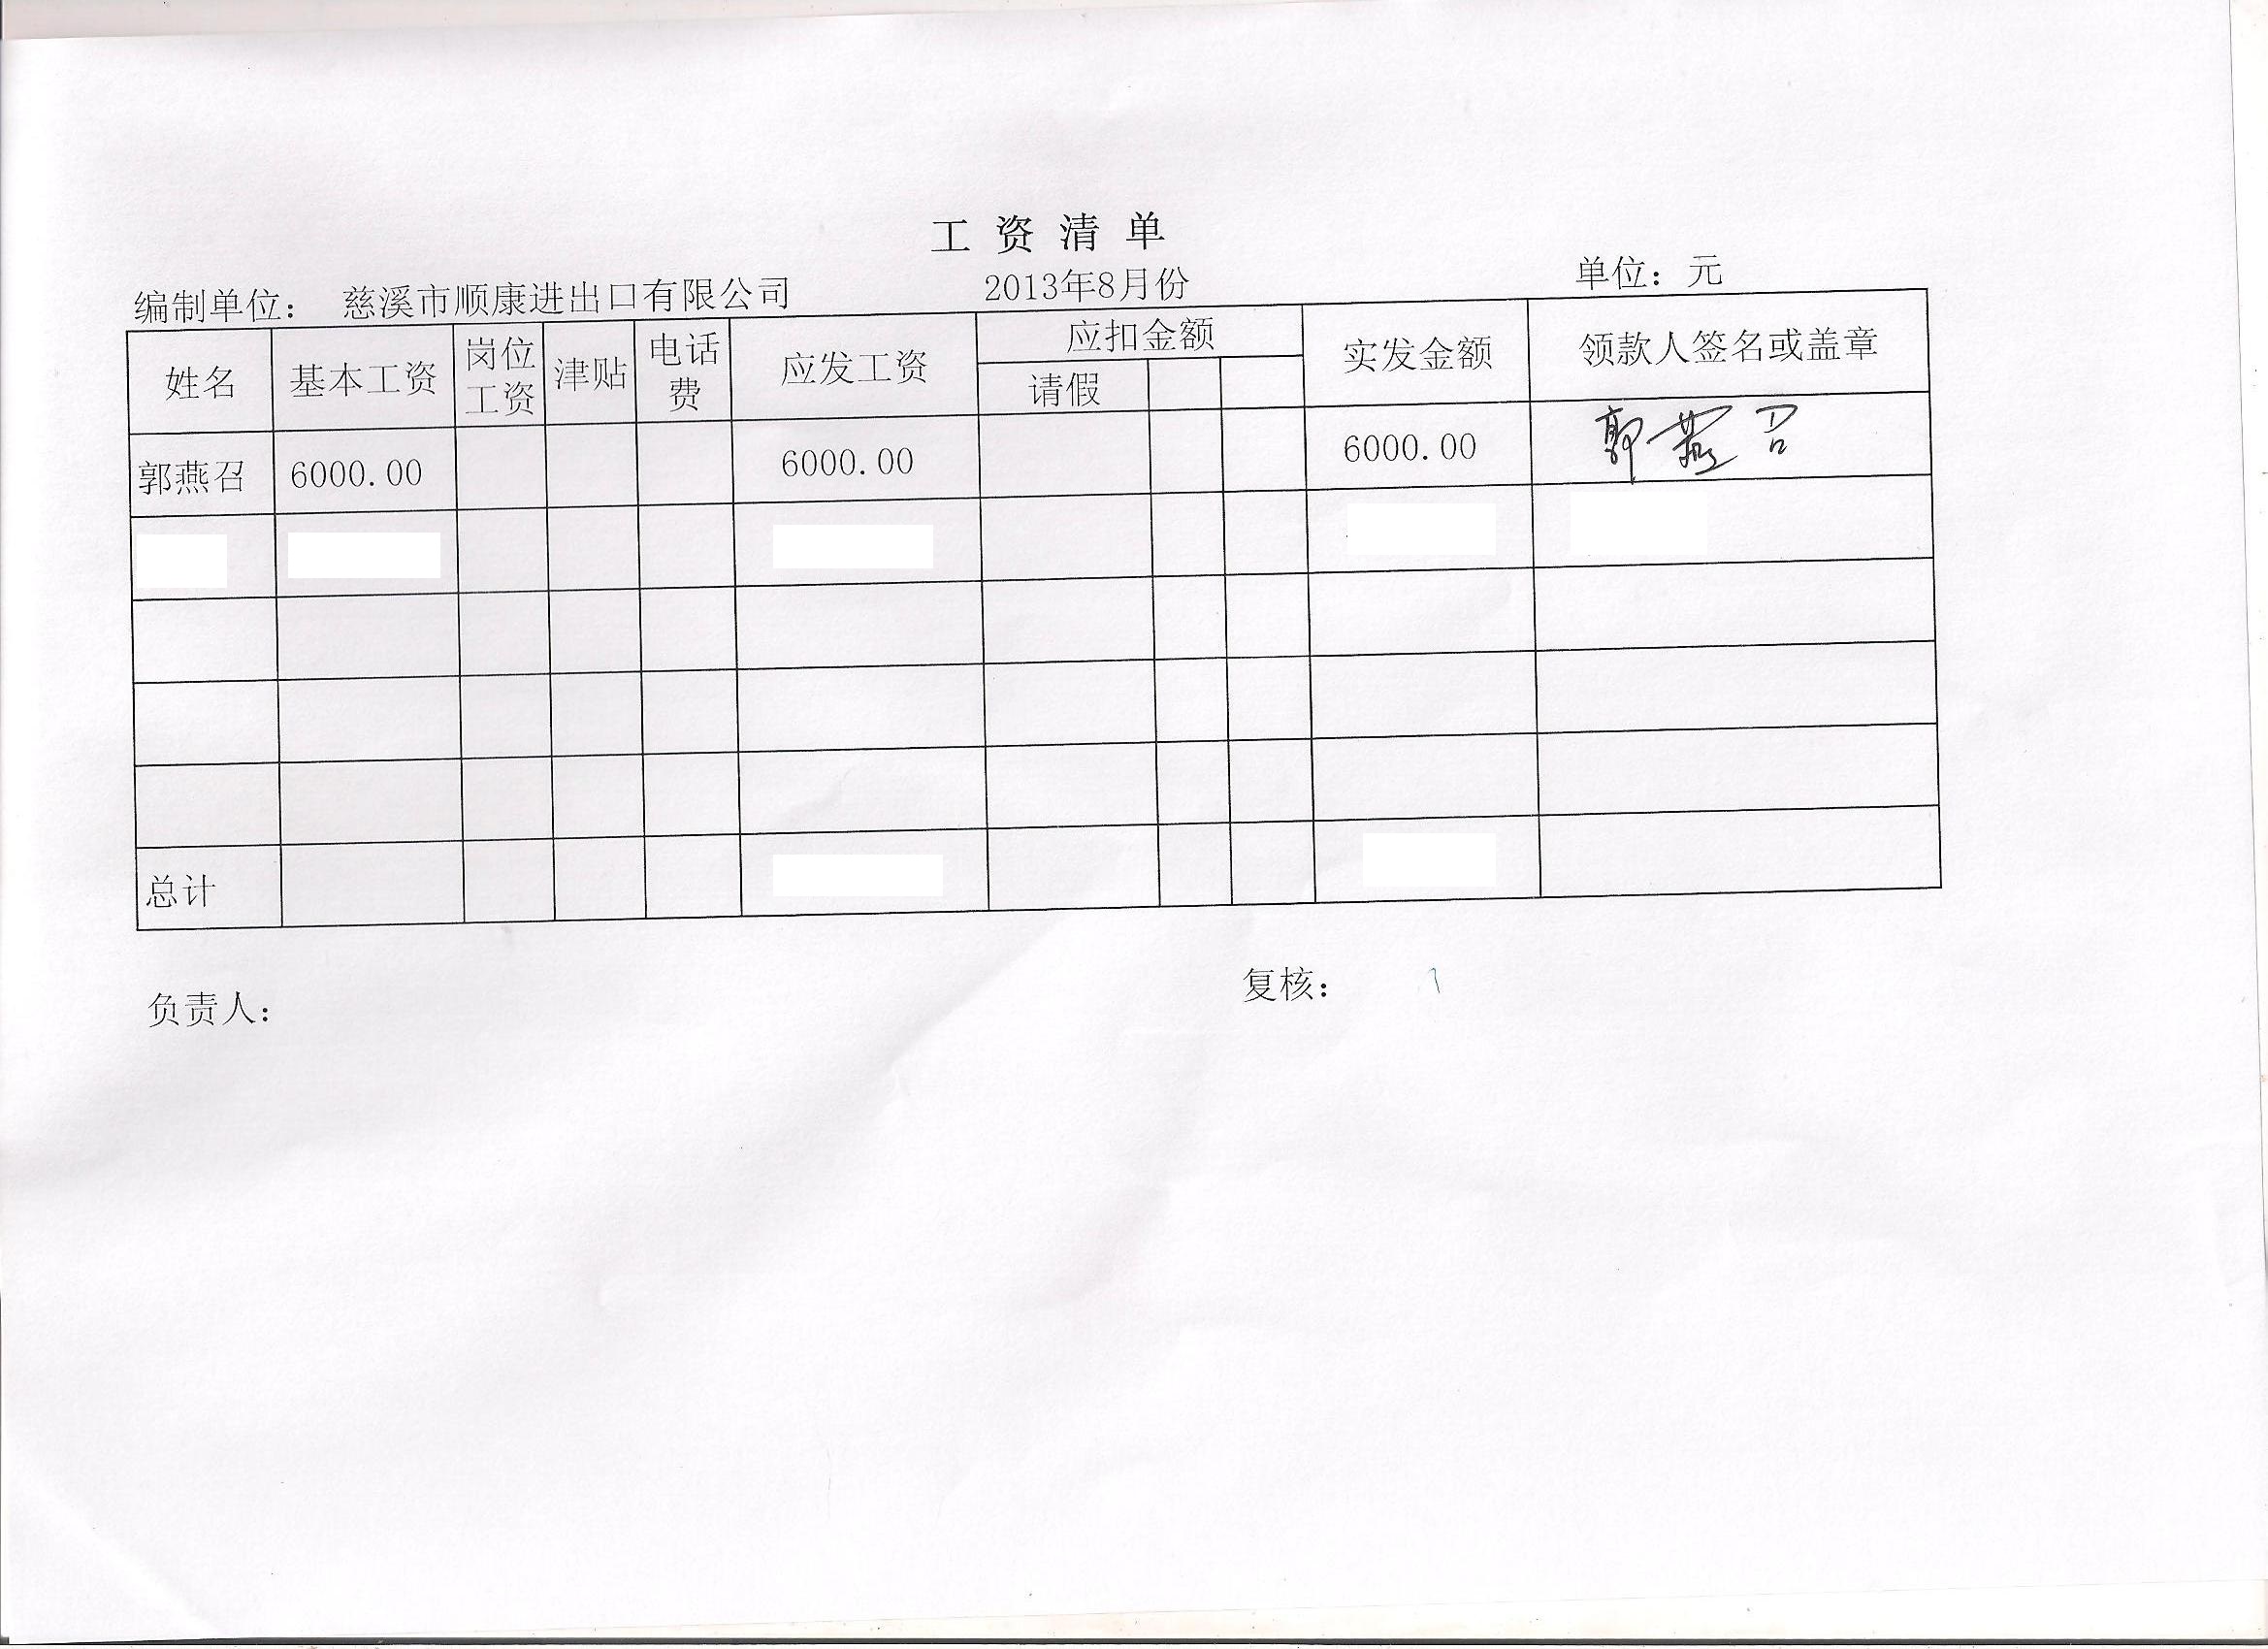 工资清单
编制单位： 慈溪市顺康进出口有限公司 2013年8月份 单位：元
姓名 基本工资 岗位工资 津贴 电话费 应发工资 应扣金额 实发金额 领款人签名或盖章
请假
郭燕召 6000.00 6000.00 6000.00 郭燕召
总计
负责人： 复核：